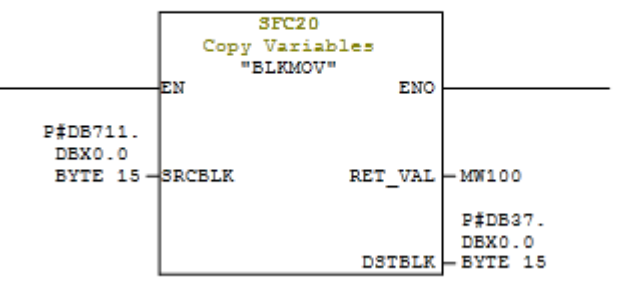 SFC20
Copy Variables
"BLKMOV"
EN ENO
P#DB711.
DBX0.0
BYTE 15 SRCBLK RET_VAL MW100
P#DB37.
DBX0.0
DSTBLK BYTE 15